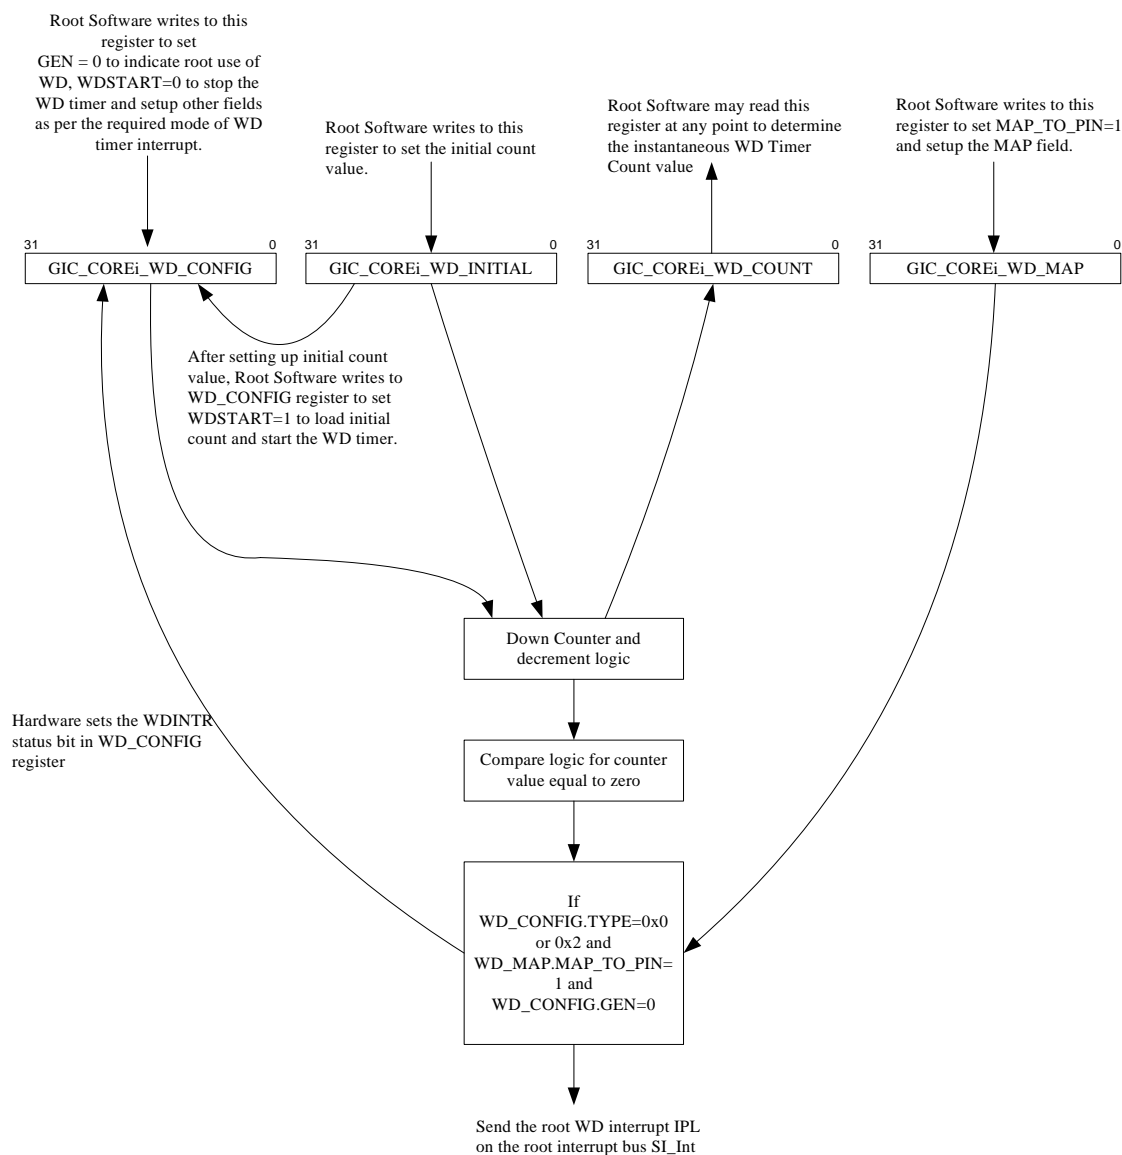 Root Software writes to this
register to set
GEN = 0 to indicate root use of
WD, WDSTART=0 to stop the
WD timer and setup other fields
as per the required mode of WD
timer interrupt.
Root Software writes to this
register to set the initial count
value.
Root Software may read this
register at any point to determine
the instantaneous WD Timer
Count value
Root Software writes to this
register to set MAP_TO_PIN=1
and setup the MAP field.
31 0
GIC_COREi_WD_CONFIG
31 0
GIC_COREi_WD_INITIAL
31 0
GIC_COREi_WD_COUNT
31 0
GIC_COREi_WD_MAP
After setting up initial count
value, Root Software writes to
WD_CONFIG register to set
WDSTART=1 to load initial
count and start the WD timer.
Down Counter and
decrement logic
Hardware sets the WDINTR
status bit in WD_CONFIG
register
Compare logic for counter
value equal to zero
If
WD_CONFIG.TYPE=0x0
or 0x2 and
WD_MAP.MAP_TO_PIN=
1 and
WD_CONFIG.GEN=0
Send the root WD interrupt IPL
on the root interrupt bus SI_Int